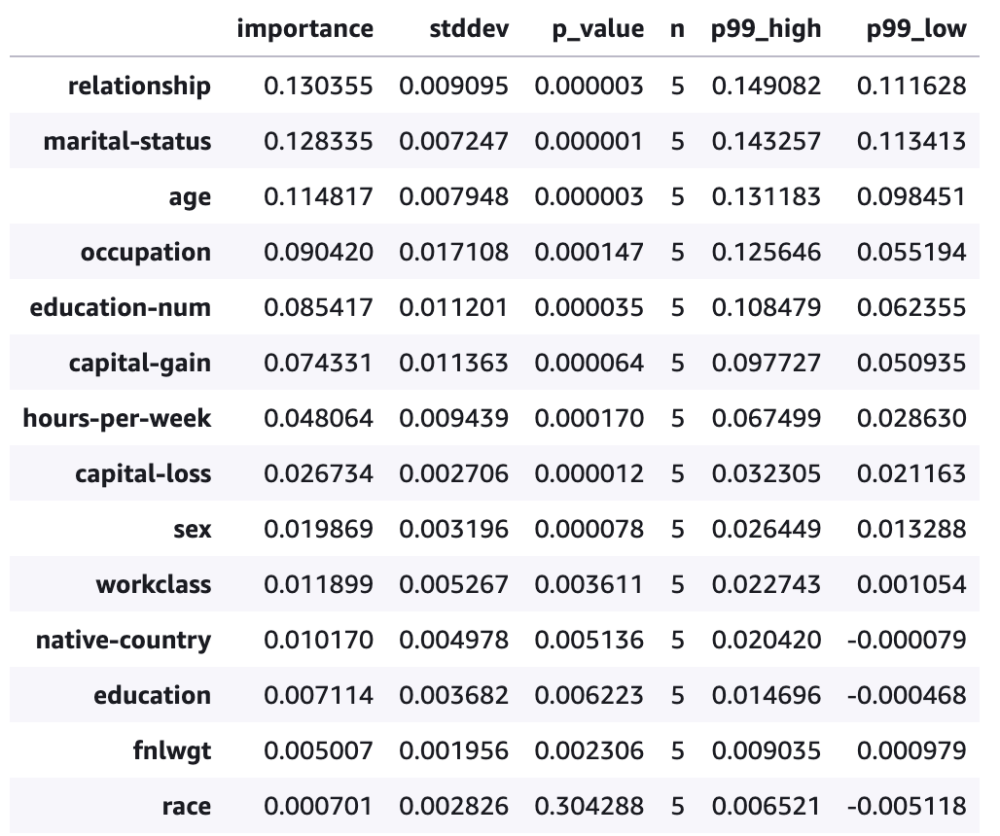 importance stddev p_value n p99_high p99_low
relationship 0.130355 0.009095 0.000003 5 0.149082 0.111628
marital-status 0.128335 0.007247 0.000001 5 0.143257 0.113413
age 0.114817 0.007948 0.000003 5 0.131183 0.098451
occupation 0.090420 0.017108 0.000147 5 0.125646 0.055194
education-num 0.085417 0.011201 0.000035 5 0.108479 0.062355
capital-gain 0.074331 0.011363 0.000064 5 0.097727 0.050935
hours-per-week 0.048064 0.009439 0.000170 5 0.067499 0.028630
capital-loss 0.026734 0.002706 0.000012 5 0.032305 0.021163
sex 0.019869 0.003196 0.000078 5 0.026449 0.013288
workclass 0.011899 0.005267 0.003611 5 0.022743 0.001054
native-country 0.010170 0.004978 0.005136 5 0.020420 -0.000079
education 0.007114 0.003682 0.006223 5 0.014696 -0.000468
fnlwgt 0.005007 0.001956 0.002306 5 0.009035 0.000979
race 0.000701 0.002826 0.304288 5 0.006521 -0.005118